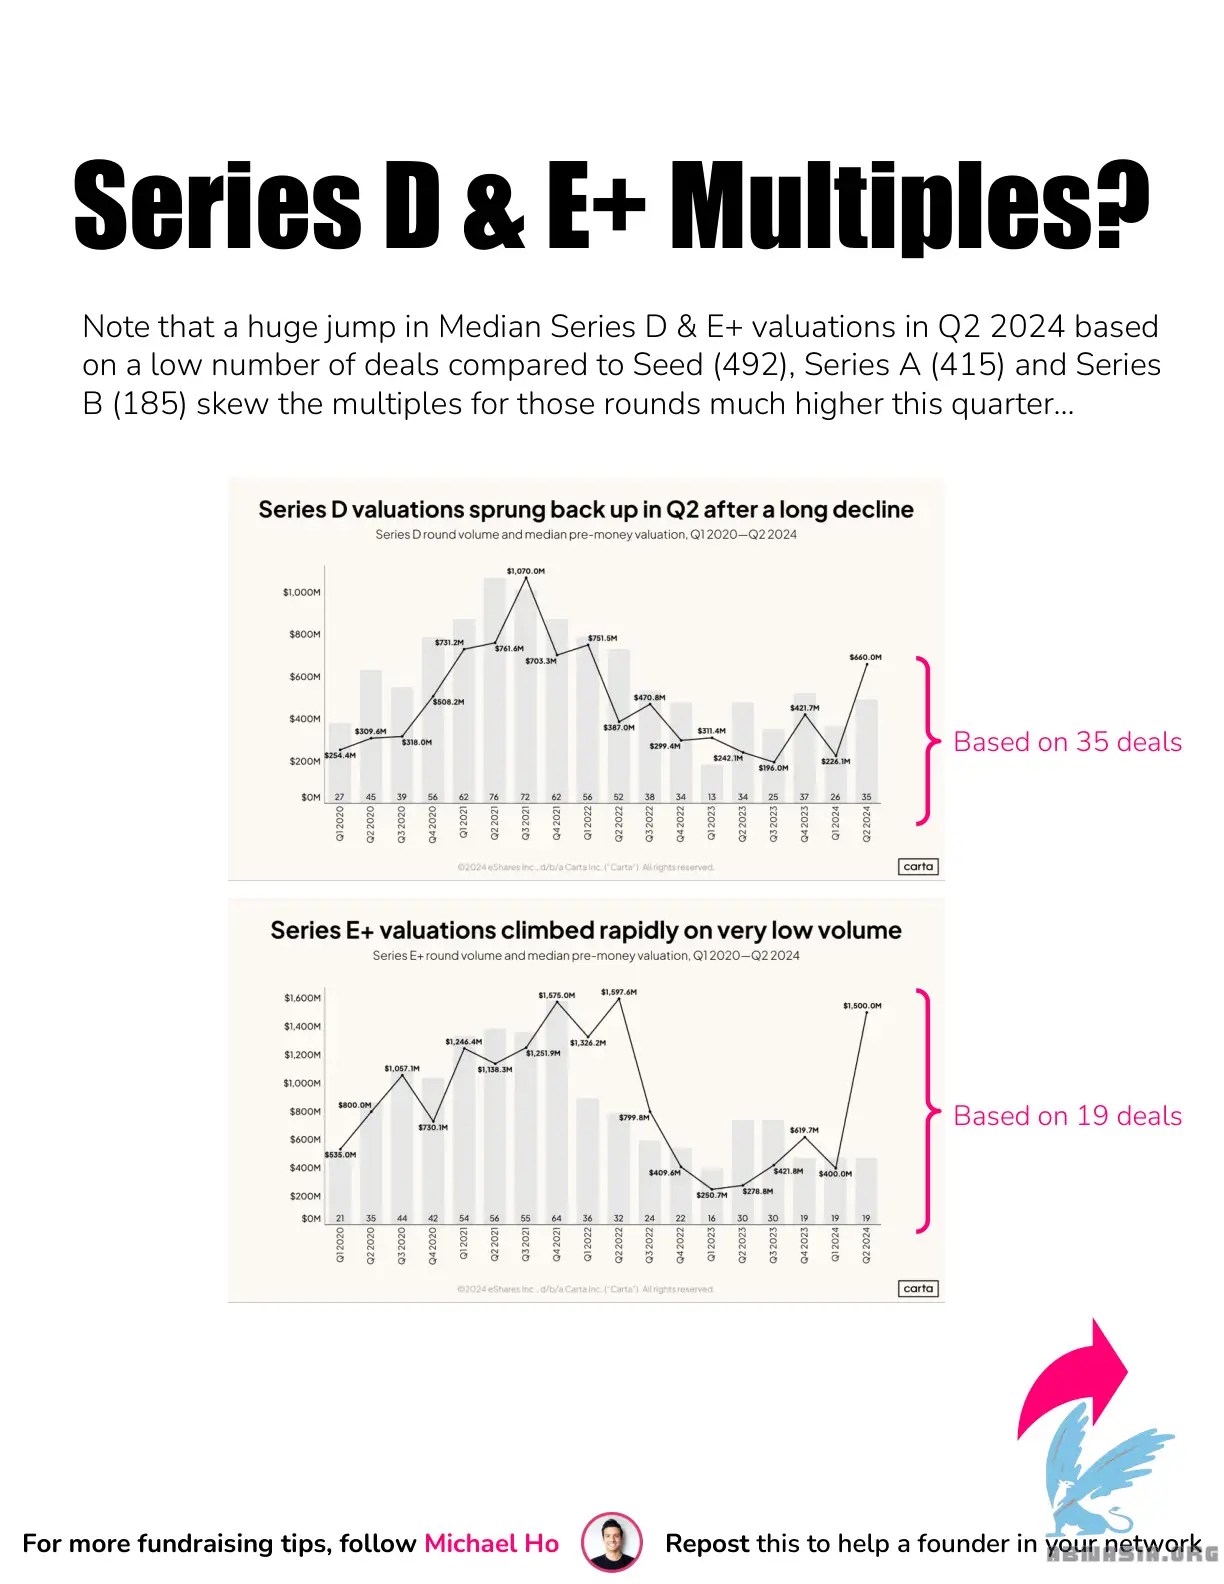 Series D & E+ Multiples?
Note that a huge jump in Median Series D & E+ valuations in Q2 2024 based
on a low number of deals compared to Seed (492), Series A (415) and Series
B (185) skew the multiples for those rounds much higher this quarter...
Series D valuations sprung back up in Q2 after a long decline
Series D round volume and median pre-money valuation, Q1 2020—Q2 2024
$1,000M
$800M
$600M
$400M
$200M
$0M
$254.4M
$309.6M
$318.0M
$508.2M
$731.2M
$761.6M
$1,070.0M
$703.3M
$751.5M
$387.0M
$470.8M
$299.4M
$311.4M
$242.1M
$196.0M
$421.7M
$226.1M
$660.0M
27 45 39 56 62 76 72 62 56 52 38 34 13 34 25 37 26 35
Q1 2020 Q2 2020 Q3 2020 Q4 2020 Q1 2021 Q2 2021 Q3 2021 Q4 2021 Q1 2022 Q2 2022 Q3 2022 Q4 2022 Q1 2023 Q2 2023 Q3 2023 Q4 2023 Q1 2024 Q2 2024
©2024 eShares Inc., d/b/a Carta Inc. ("Carta"). All rights reserved.
carta
Based on 35 deals
Series E+ valuations climbed rapidly on very low volume
Series E+ round volume and median pre-money valuation, Q1 2020—Q2 2024
$1,600M
$1,400M
$1,200M
$1,000M
$800M
$600M
$400M
$200M
$0M
$535.0M
$800.0M
$1,057.1M
$730.1M
$1,246.4M
$1,138.3M
$1,251.9M
$1,575.0M
$1,326.2M
$1,597.6M
$799.8M
$409.6M
$250.7M
$278.8M
$421.8M
$619.7M
$400.0M
$1,500.0M
21 35 44 42 54 56 55 64 36 32 24 22 16 30 30 19 19 19
Q1 2020 Q2 2020 Q3 2020 Q4 2020 Q1 2021 Q2 2021 Q3 2021 Q4 2021 Q1 2022 Q2 2022 Q3 2022 Q4 2022 Q1 2023 Q2 2023 Q3 2023 Q4 2023 Q1 2024 Q2 2024
©2024 eShares Inc., d/b/a Carta Inc. ("Carta"). All rights reserved.
carta
Based on 19 deals
For more fundraising tips, follow Michael Ho
Repost this to help a founder in your network
ABMASIA.ORG